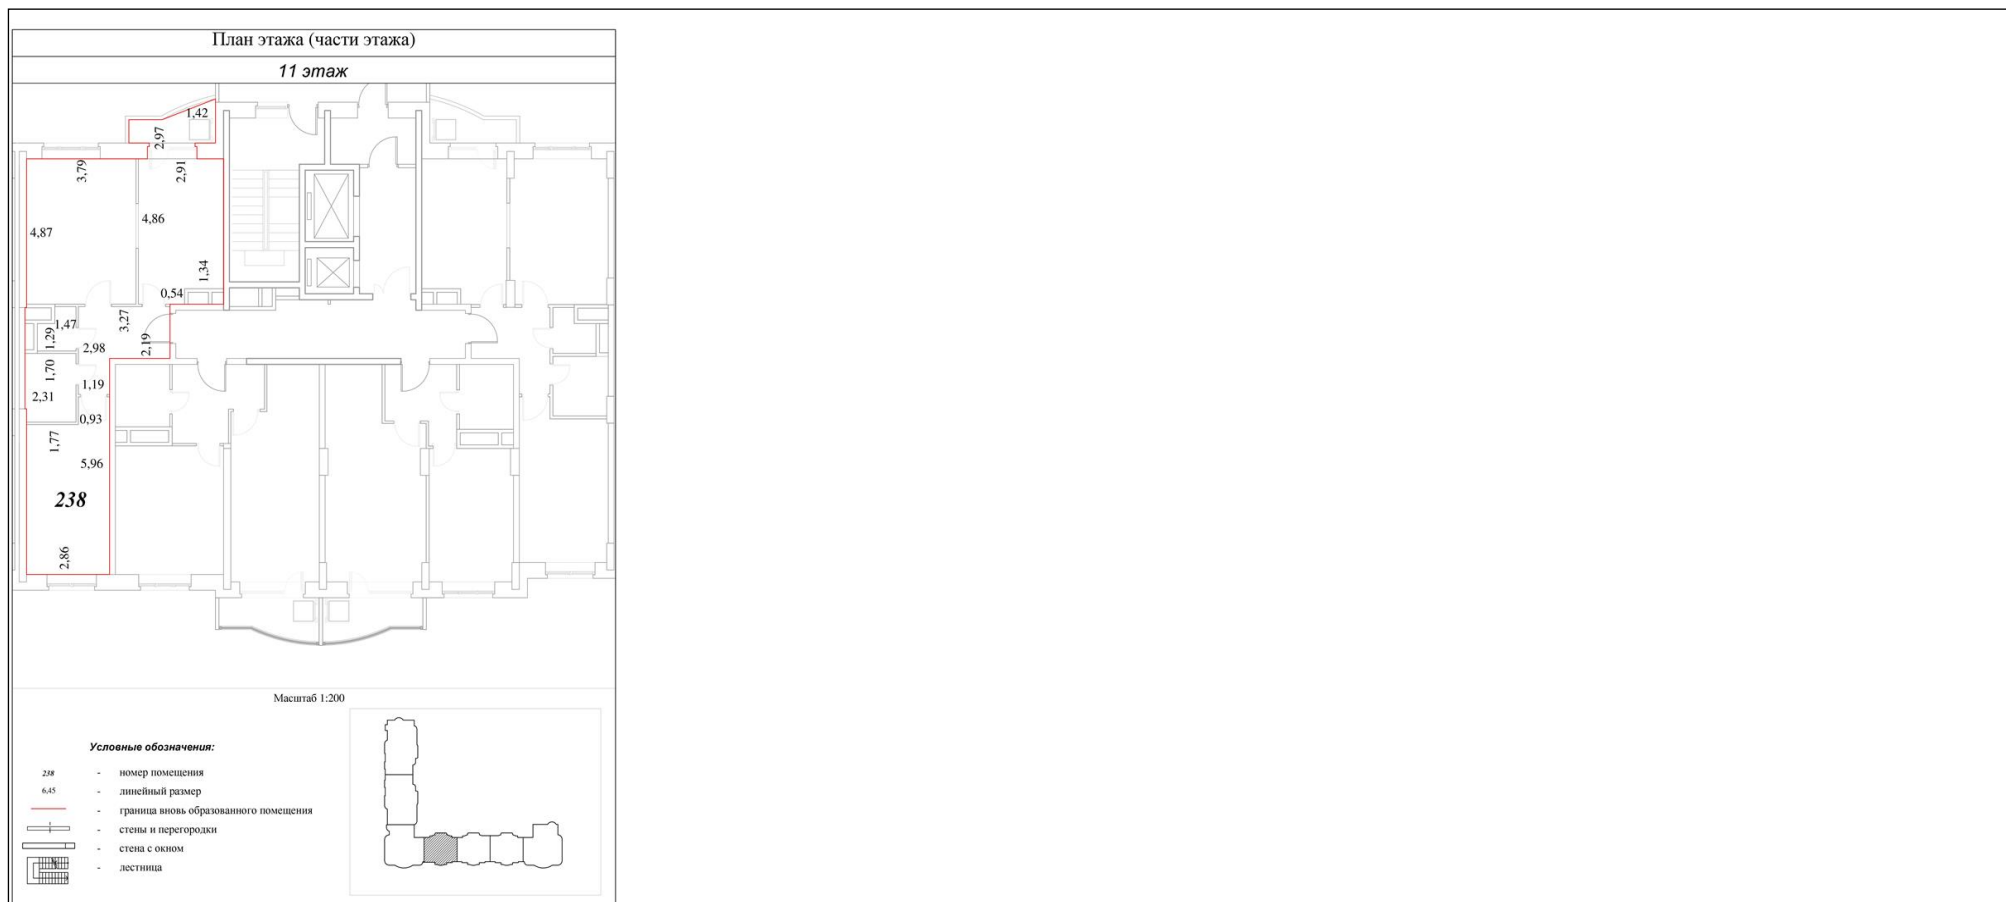 План этажа (части этажа)
11 этаж
1,42
2,97
3,79
2,91
4,86
4,87
1,34
0,54
1,47
3,27
1,29
2,98
2,19
1,70
1,19
2,31
0,93
1,77
5,96
238
2,86
Масштаб 1:200
Условные обозначения:
238 - номер помещения
6,45 - линейный размер
- граница вновь образованного помещения
- стены и перегородки
- стена с окном
- лестница